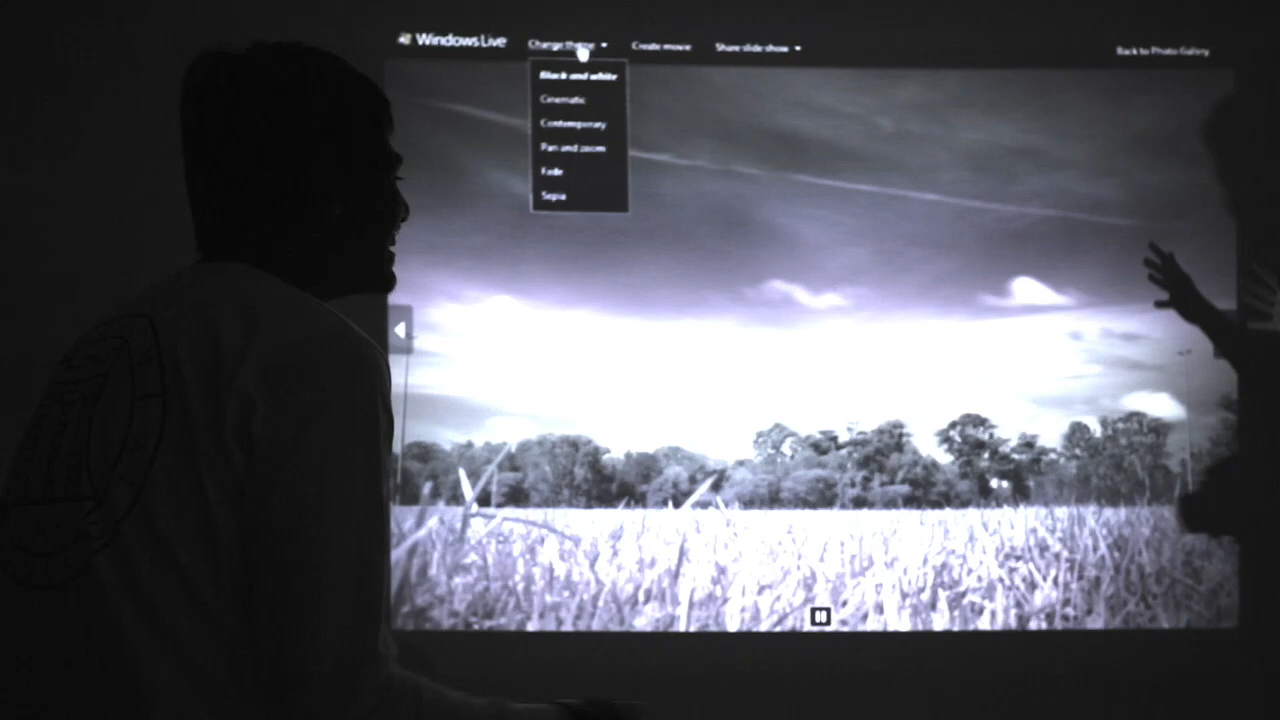 Windows Live Change theme Create movie Share slide show Back to Photo Gallery
Black and white
Cinematic
Contemporary
Pan and zoom
Fade
Sepia